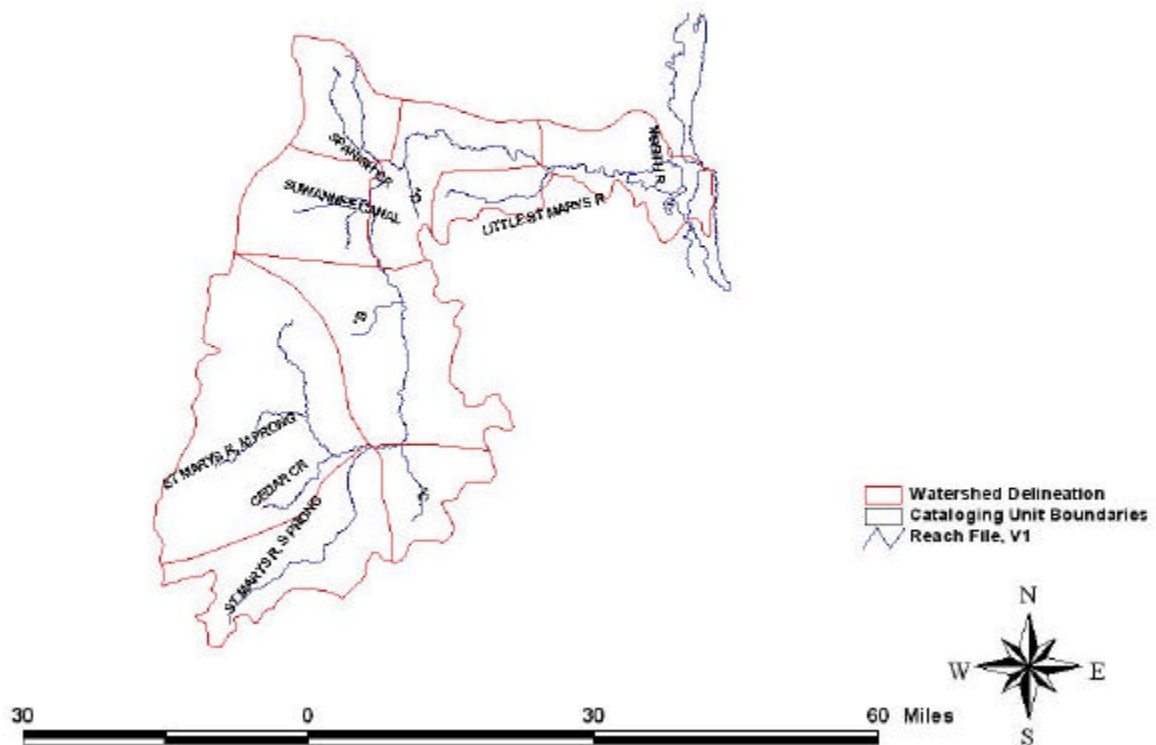 SPANISH CR
NORTH R
SUWANNEE CANAL
LITTLE ST MARYS R
ST MARYS R, N PRONG
CEDAR CR
ST MARYS R, S PRONG
Watershed Delineation
Cataloging Unit Boundaries
Reach File, V1
N
W E
S
30 0 30 60 Miles